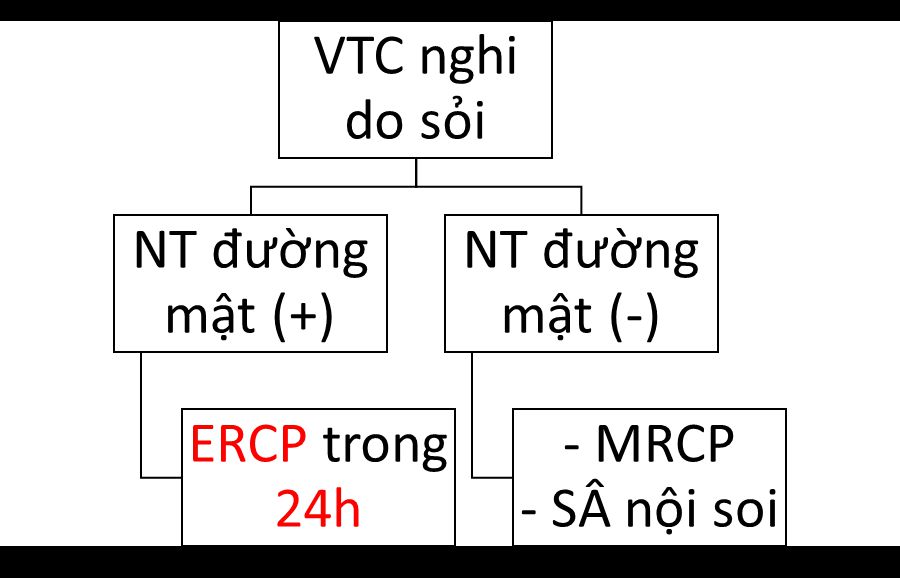 VTC nghi
do sỏi
NT đường
mật (+)
NT đường
mật (-)
ERCP trong
24h
- MRCP
- SÂ nội soi